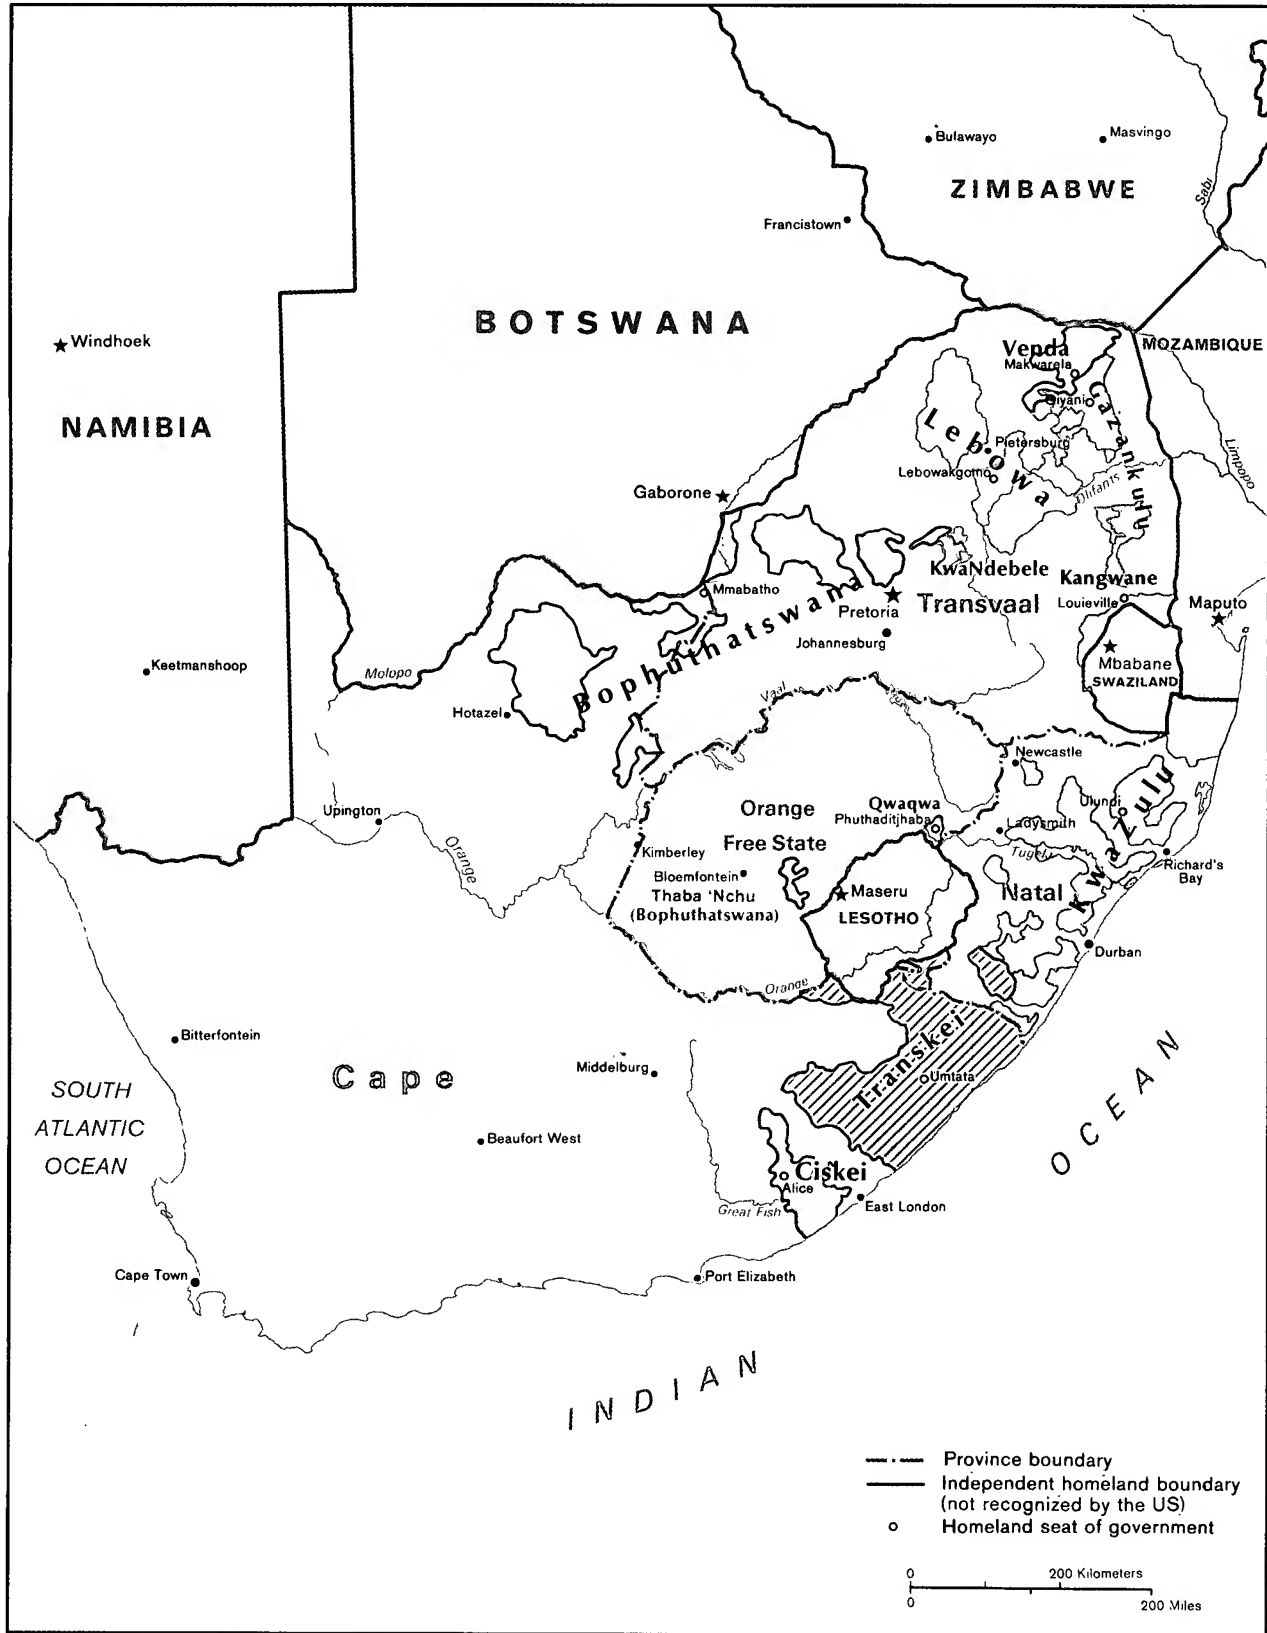 Bulawayo
Masvingo
ZIMBABWE
Sabi
Francistown
BOTSWANA
Windhoek
MOZAMBIQUE
Venda
Makwarela
NAMIBIA
Giyani
Gazankulu
Lebowa
Pietersburg
Limpopo
Lebowakgomo
Olifants
Gaborone
KwaNdebele
Kangwane
Mmabatho
Louieville
Maputo
Pretoria
Transvaal
Bophuthatswana
Johannesburg
Mbabane
SWAZILAND
Keetmanshoop
Molopo
Vaal
Hotazel
Newcastle
Qwaqwa
Phuthaditjhaba
Ulundi
KwaZulu
Orange
Free State
Upington
Ladysmith
Orange
Kimberley
Tugela
Richard's
Bay
Bloemfontein
Thaba 'Nchu
(Bophuthatswana)
Maseru
LESOTHO
Natal
Durban
Orange
Bitterfontein
Transkei
Middelburg
Umtata
Cape
SOUTH
ATLANTIC
OCEAN
Beaufort West
Ciskei
Alice
East London
Great Fish
Cape Town
Port Elizabeth
INDIAN
OCEAN
Province boundary
Independent homeland boundary
(not recognized by the US)
Homeland seat of government
0 200 Kilometers
0 200 Miles